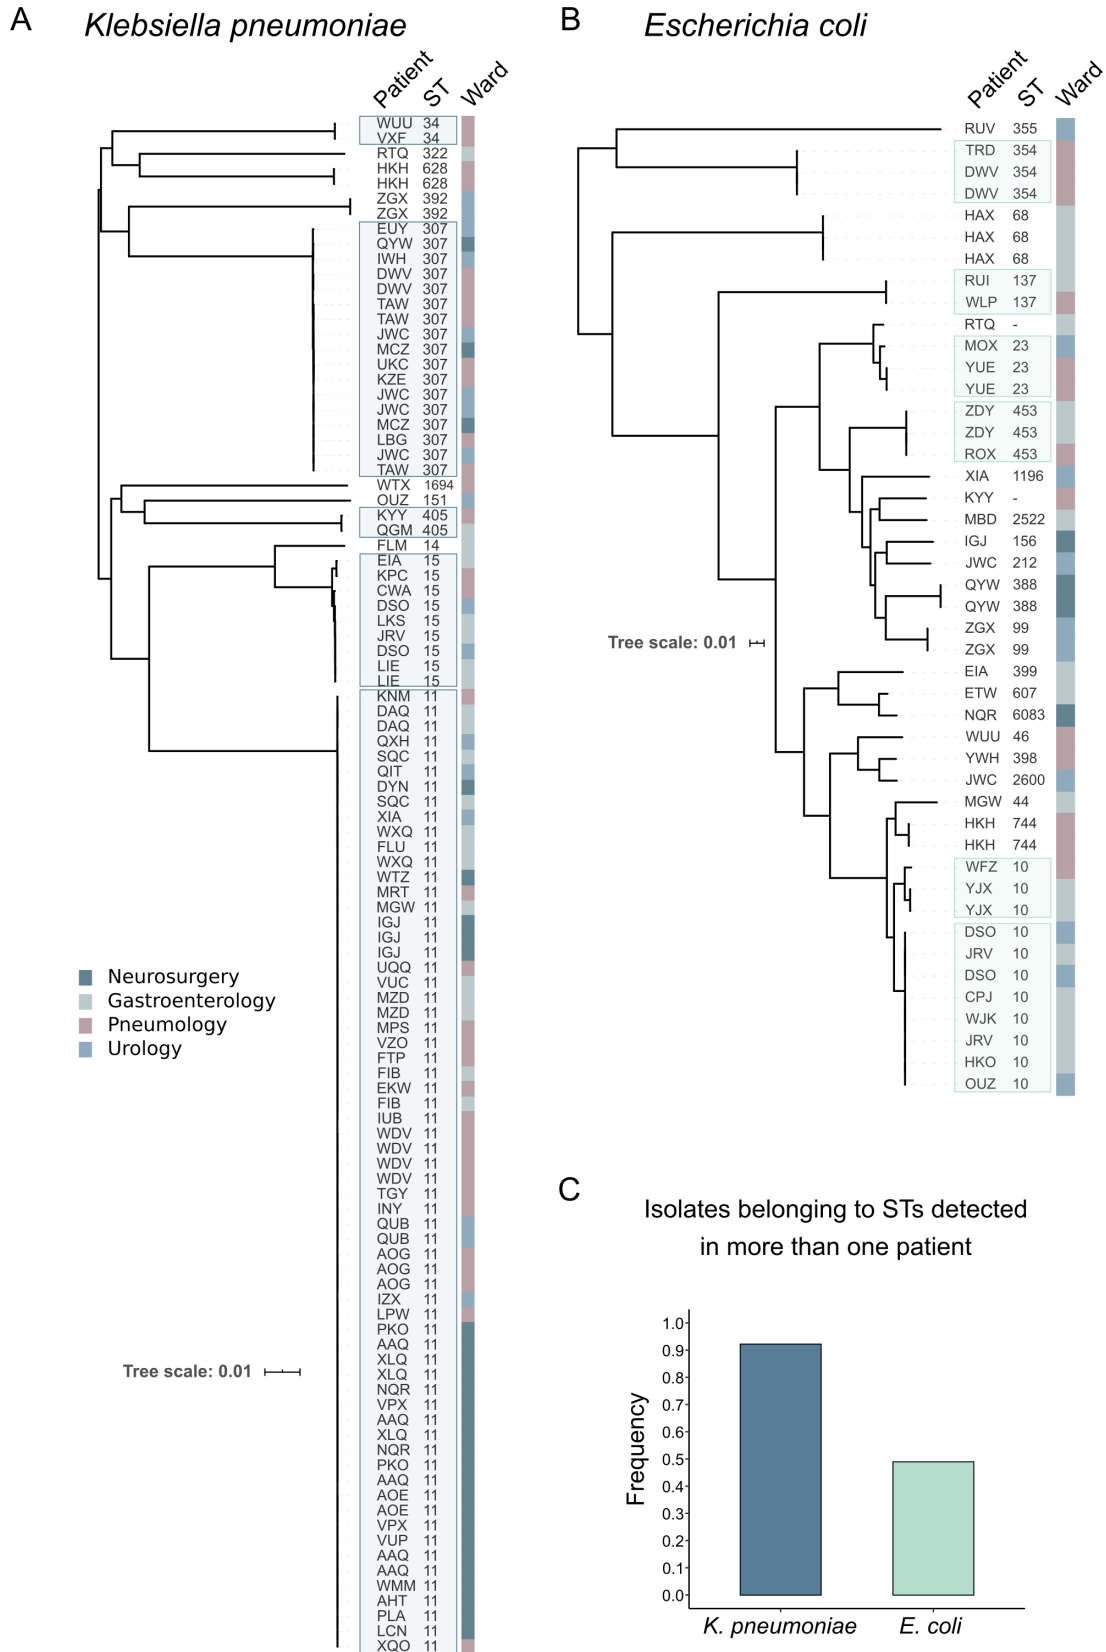 A
Klebsiella pneumoniae
Patient ST Ward
WUU 34
VXF 34
RTQ 322
HKH 628
HKH 628
ZGX 392
ZGX 392
EUY 307
QYW 307
IWH 307
DWV 307
DWV 307
TAW 307
TAW 307
JWC 307
MCZ 307
UKC 307
KZE 307
JWC 307
JWC 307
MCZ 307
LBG 307
JWC 307
TAW 307
WTX 1694
OUZ 151
KYY 405
QGM 405
FLM 14
EIA 15
KPC 15
CWA 15
DSO 15
LKS 15
JRV 15
DSO 15
LIE 15
LIE 15
KNM 11
DAQ 11
DAQ 11
QXH 11
SQC 11
QIT 11
DYN 11
SQC 11
XIA 11
WXQ 11
FLU 11
WXQ 11
WTZ 11
MRT 11
MGW 11
IGJ 11
IGJ 11
IGJ 11
UQQ 11
VUC 11
MZD 11
MZD 11
MPS 11
VZO 11
FTP 11
FIB 11
EKW 11
FIB 11
IUB 11
WDV 11
WDV 11
WDV 11
WDV 11
TGY 11
INY 11
QUB 11
QUB 11
AOG 11
AOG 11
AOG 11
IZX 11
LPW 11
PKO 11
AAQ 11
XLQ 11
XLQ 11
NQR 11
VPX 11
AAQ 11
XLQ 11
NQR 11
PKO 11
AAQ 11
AOE 11
AOE 11
VPX 11
VUP 11
AAQ 11
AAQ 11
WMM 11
AHT 11
PLA 11
LCN 11
XQO 11
Neurosurgery
Gastroenterology
Pneumology
Urology
Tree scale: 0.01
B
Escherichia coli
Patient ST Ward
RUV 355
TRD 354
DWV 354
DWV 354
HAX 68
HAX 68
HAX 68
RUI 137
WLP 137
RTQ -
MOX 23
YUE 23
YUE 23
ZDY 453
ZDY 453
ROX 453
XIA 1196
KYY -
MBD 2522
IGJ 156
JWC 212
QYW 388
QYW 388
ZGX 99
ZGX 99
EIA 399
ETW 607
NQR 6083
WUU 46
YWH 398
JWC 2600
MGW 44
HKH 744
HKH 744
WFZ 10
YJX 10
YJX 10
DSO 10
JRV 10
DSO 10
CPJ 10
WJK 10
JRV 10
HKO 10
OUZ 10
Tree scale: 0.01
C
Isolates belonging to STs detected
in more than one patient
Frequency
1.0
0.9
0.8
0.7
0.6
0.5
0.4
0.3
0.2
0.1
0.0
K. pneumoniae E. coli